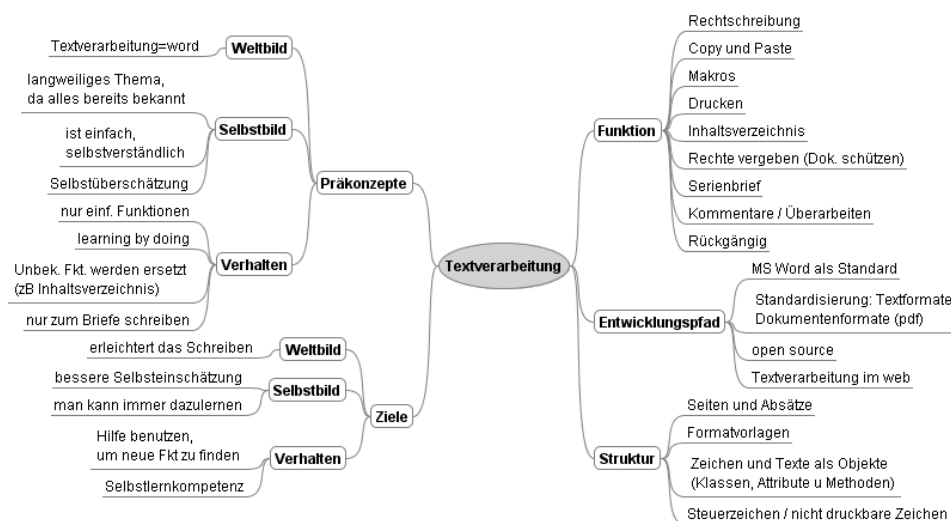 Textverarbeitung
Präkonzepte
Weltbild
Textverarbeitung=word
Selbstbild
langweiliges Thema,
da alles bereits bekannt
ist einfach,
selbstverständlich
Selbstüberschätzung
Verhalten
nur einf. Funktionen
learning by doing
Unbek. Fkt. werden ersetzt
(zB Inhaltsverzeichnis)
nur zum Briefe schreiben
Ziele
Weltbild
erleichtert das Schreiben
Selbstbild
bessere Selbsteinschätzung
man kann immer dazulernen
Verhalten
Hilfe benutzen,
um neue Fkt zu finden
Selbstlernkompetenz
Funktion
Rechtschreibung
Copy und Paste
Makros
Drucken
Inhaltsverzeichnis
Rechte vergeben (Dok. schützen)
Serienbrief
Kommentare / Überarbeiten
Rückgängig
Entwicklungspfad
MS Word als Standard
Standardisierung: Textformate
Dokumentenformate (pdf)
open source
Textverarbeitung im web
Struktur
Seiten und Absätze
Formatvorlagen
Zeichen und Texte als Objekte
(Klassen, Attribute u Methoden)
Steuerzeichen / nicht druckbare Zeichen